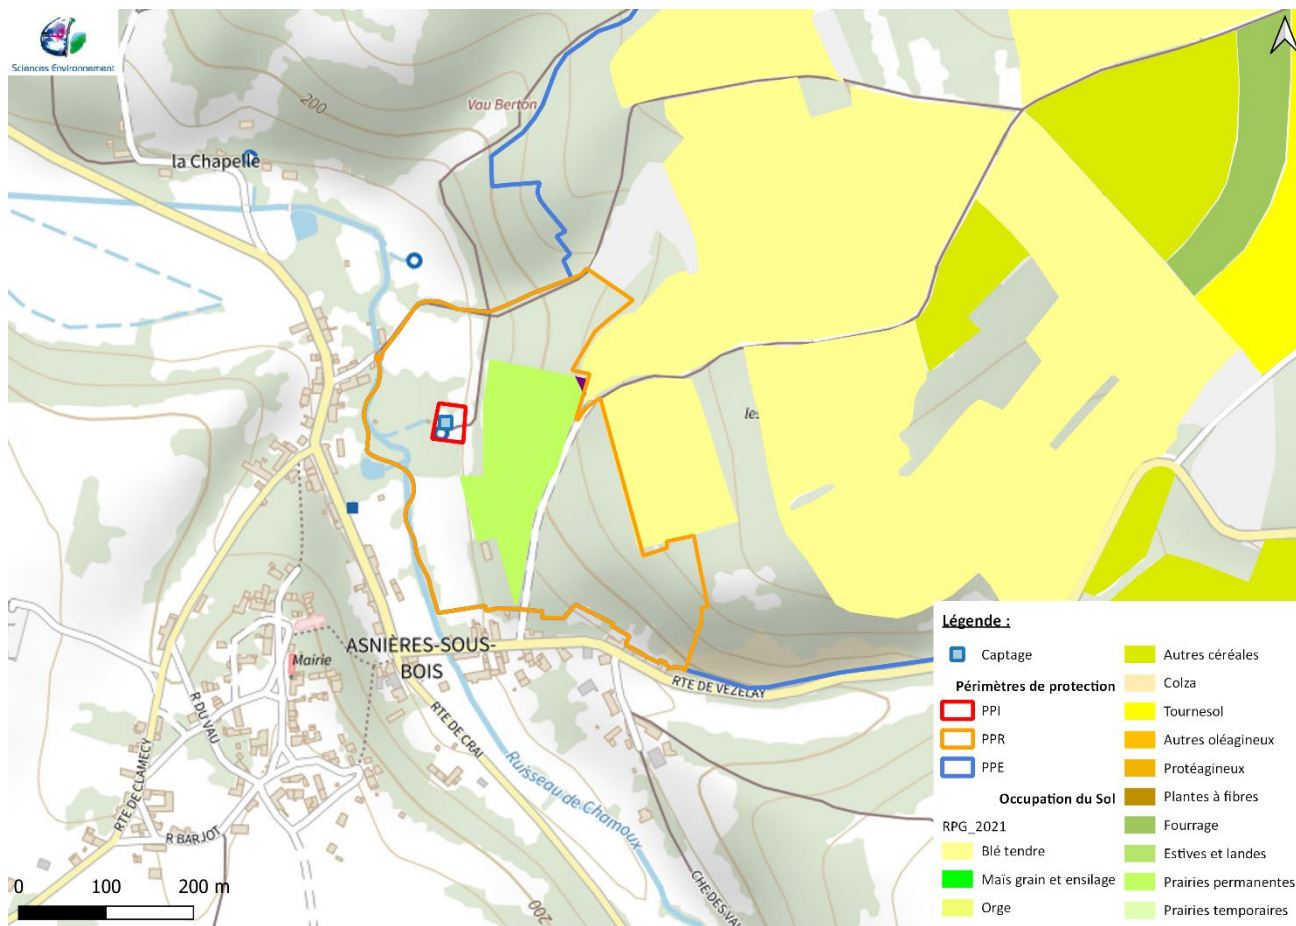 Sciences Environnement
200
Vau Berton
la Chapelle
ASNIÈRES-SOUS-
BOIS
Mairie
R DU VAU
RTE DE CLAMECY
R BARJOT
RTE DE CRAI
RTE DE VÉZELAY
Ruisseau de Chamoux
CHE-DES-VAU
200
les
0 100 200 m
Légende :
Captage
Périmètres de protection
PPI
PPR
PPE
Occupation du Sol
RPG_2021
Blé tendre
Maïs grain et ensilage
Orge
Autres céréales
Colza
Tournesol
Autres oléagineux
Protéagineux
Plantes à fibres
Fourrage
Estives et landes
Prairies permanentes
Prairies temporaires